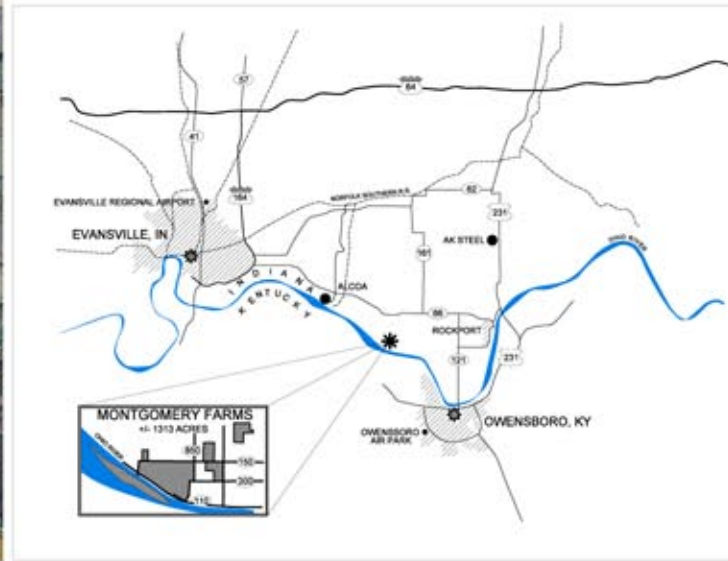 64
57
41
164
EVANSVILLE REGIONAL AIRPORT
NORFOLK SOUTHERN R.R.
62
231
EVANSVILLE, IN
AK STEEL
OHIO RIVER
161
INDIANA
KENTUCKY
ALCOA
66
ROCKPORT
121
231
MONTGOMERY FARMS
+/- 1313 ACRES
OHIO RIVER
850
150
200
110
OWENSBORO, KY
OWENSBORO
AIR PARK